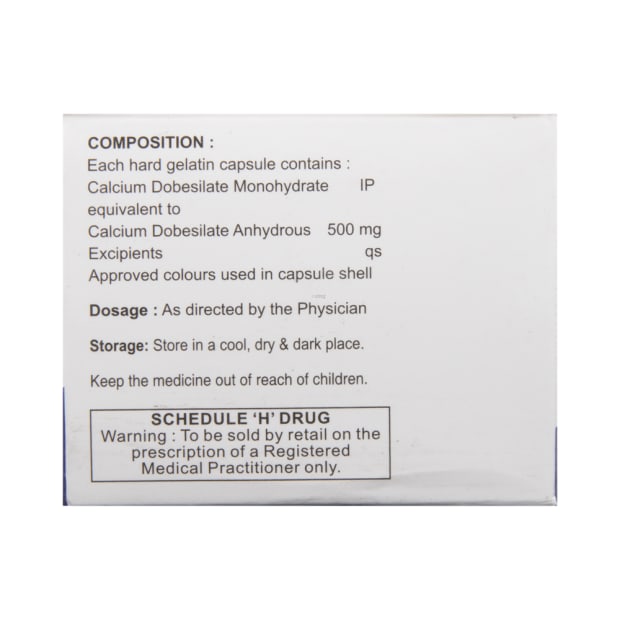 COMPOSITION :
Each hard gelatin capsule contains :
Calcium Dobesilate Monohydrate IP
equivalent to
Calcium Dobesilate Anhydrous 500 mg
Excipients qs
Approved colours used in capsule shell
Dosage : As directed by the Physician
Storage: Store in a cool, dry & dark place.
Keep the medicine out of reach of children.
SCHEDULE ‘H’ DRUG
Warning : To be sold by retail on the
prescription of a Registered
Medical Practitioner only.